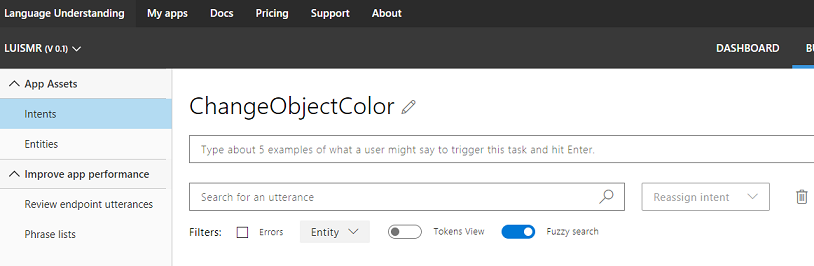 Language Understanding My apps Docs Pricing Support About
LUISMR (V 0.1) DASHBOARD
App Assets
Intents
Entities
Improve app performance
Review endpoint utterances
Phrase lists
ChangeObjectColor
Type about 5 examples of what a user might say to trigger this task and hit Enter.
Search for an utterance Reassign intent
Filters: Errors Entity Tokens View Fuzzy search